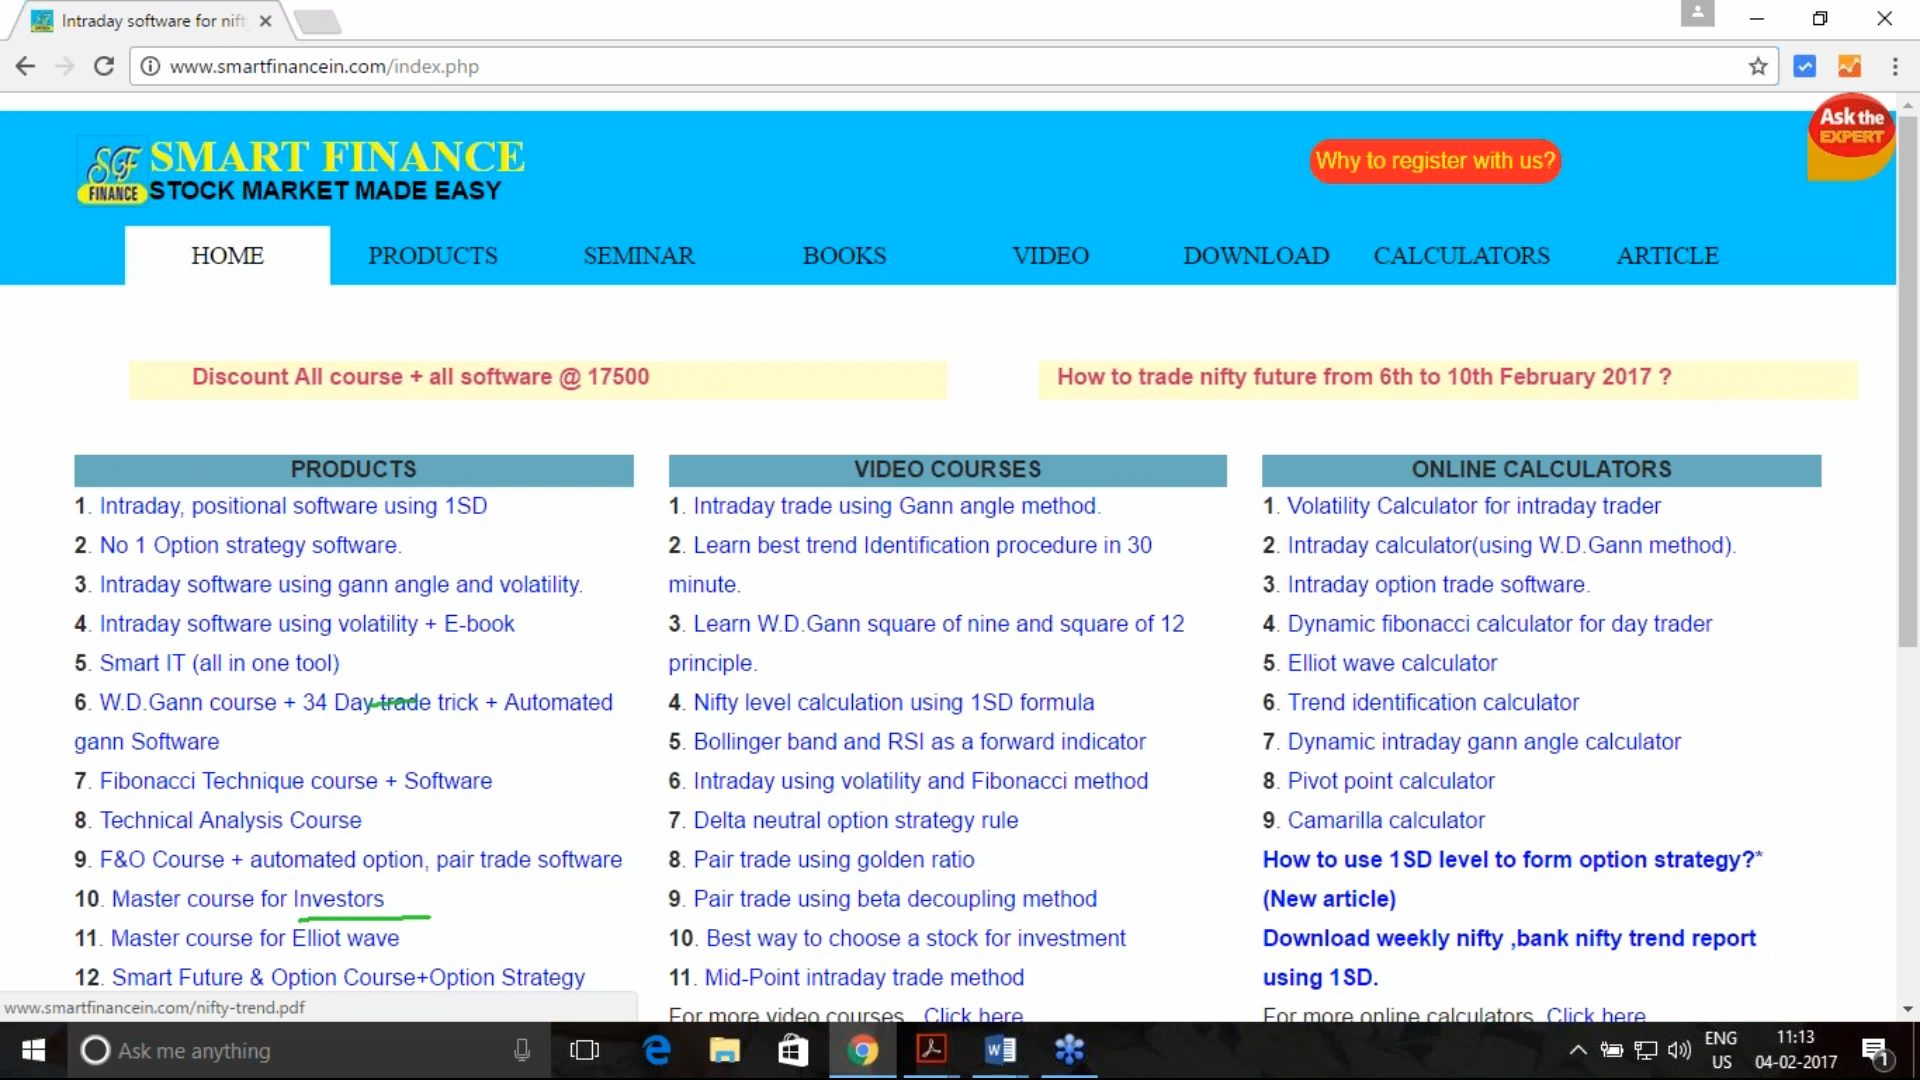 Intraday software for nift
www.smartfinancein.com/index.php
Ask the
EXPERT
SF
FINANCE
SMART FINANCE
STOCK MARKET MADE EASY
Why to register with us?
HOME PRODUCTS SEMINAR BOOKS VIDEO DOWNLOAD CALCULATORS ARTICLE
Discount All course + all software @ 17500
How to trade nifty future from 6th to 10th February 2017 ?
PRODUCTS
1. Intraday, positional software using 1SD
2. No 1 Option strategy software.
3. Intraday software using gann angle and volatility.
4. Intraday software using volatility + E-book
5. Smart IT (all in one tool)
6. W.D.Gann course + 34 Day trade trick + Automated
gann Software
7. Fibonacci Technique course + Software
8. Technical Analysis Course
9. F&O Course + automated option, pair trade software
10. Master course for Investors
11. Master course for Elliot wave
12. Smart Future & Option Course+Option Strategy
VIDEO COURSES
1. Intraday trade using Gann angle method.
2. Learn best trend Identification procedure in 30
minute.
3. Learn W.D.Gann square of nine and square of 12
principle.
4. Nifty level calculation using 1SD formula
5. Bollinger band and RSI as a forward indicator
6. Intraday using volatility and Fibonacci method
7. Delta neutral option strategy rule
8. Pair trade using golden ratio
9. Pair trade using beta decoupling method
10. Best way to choose a stock for investment
11. Mid-Point intraday trade method
For more video courses Click here
ONLINE CALCULATORS
1. Volatility Calculator for intraday trader
2. Intraday calculator(using W.D.Gann method).
3. Intraday option trade software.
4. Dynamic fibonacci calculator for day trader
5. Elliot wave calculator
6. Trend identification calculator
7. Dynamic intraday gann angle calculator
8. Pivot point calculator
9. Camarilla calculator
How to use 1SD level to form option strategy?*
(New article)
Download weekly nifty ,bank nifty trend report
using 1SD.
For more online calculators Click here
www.smartfinancein.com/nifty-trend.pdf
Ask me anything
ENG
US
11:13
04-02-2017
1